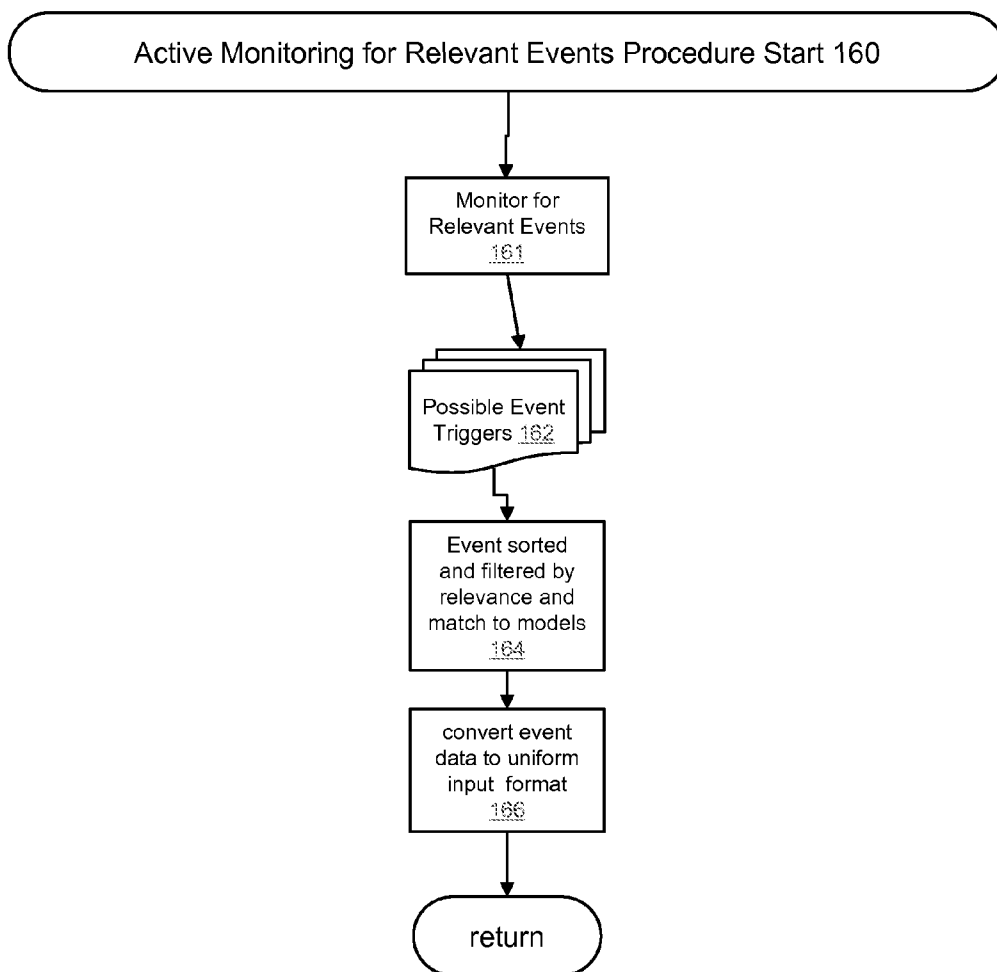 Active Monitoring for Relevant Events Procedure Start 160
Monitor for
Relevant Events
161
Possible Event
Triggers 162
Event sorted
and filtered by
relevance and
match to models
164
convert event
data to uniform
input format
166
return